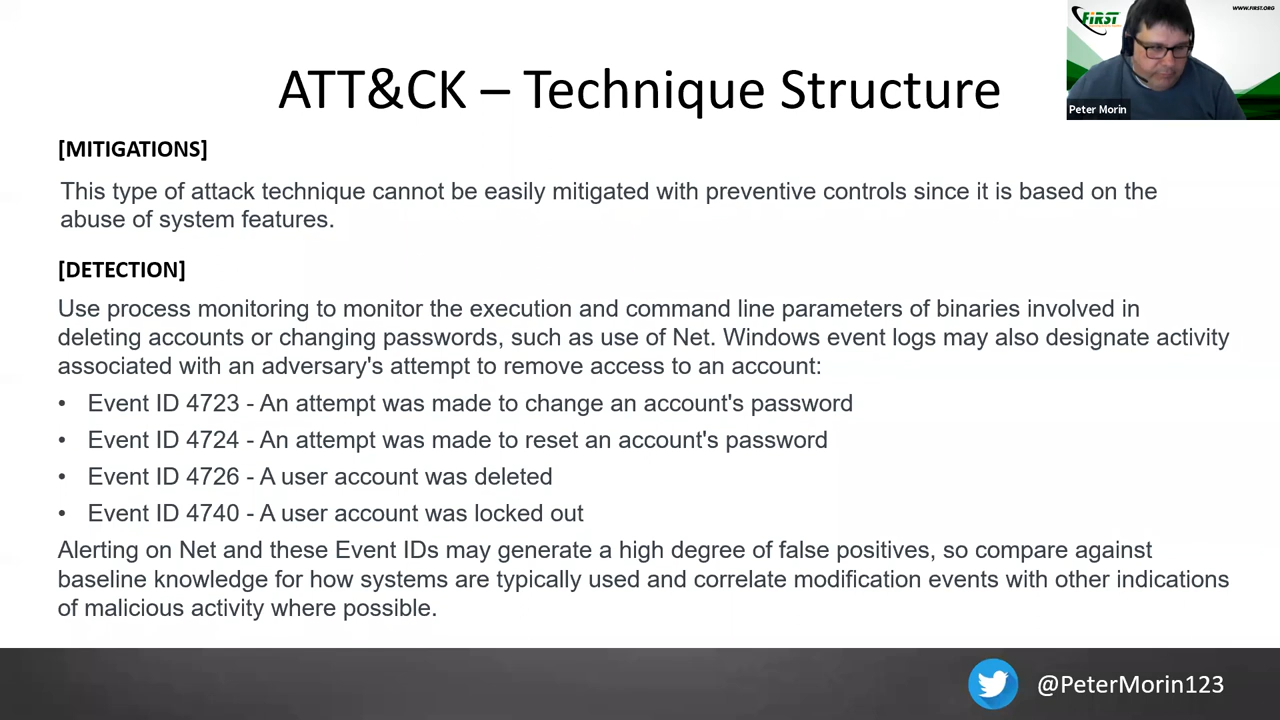 WWW.FIRST.ORG
FIRST
Peter Morin
ATT&CK – Technique Structure
[MITIGATIONS]
This type of attack technique cannot be easily mitigated with preventive controls since it is based on the
abuse of system features.
[DETECTION]
Use process monitoring to monitor the execution and command line parameters of binaries involved in
deleting accounts or changing passwords, such as use of Net. Windows event logs may also designate activity
associated with an adversary's attempt to remove access to an account:
• Event ID 4723 - An attempt was made to change an account's password
• Event ID 4724 - An attempt was made to reset an account's password
• Event ID 4726 - A user account was deleted
• Event ID 4740 - A user account was locked out
Alerting on Net and these Event IDs may generate a high degree of false positives, so compare against
baseline knowledge for how systems are typically used and correlate modification events with other indications
of malicious activity where possible.
@PeterMorin123